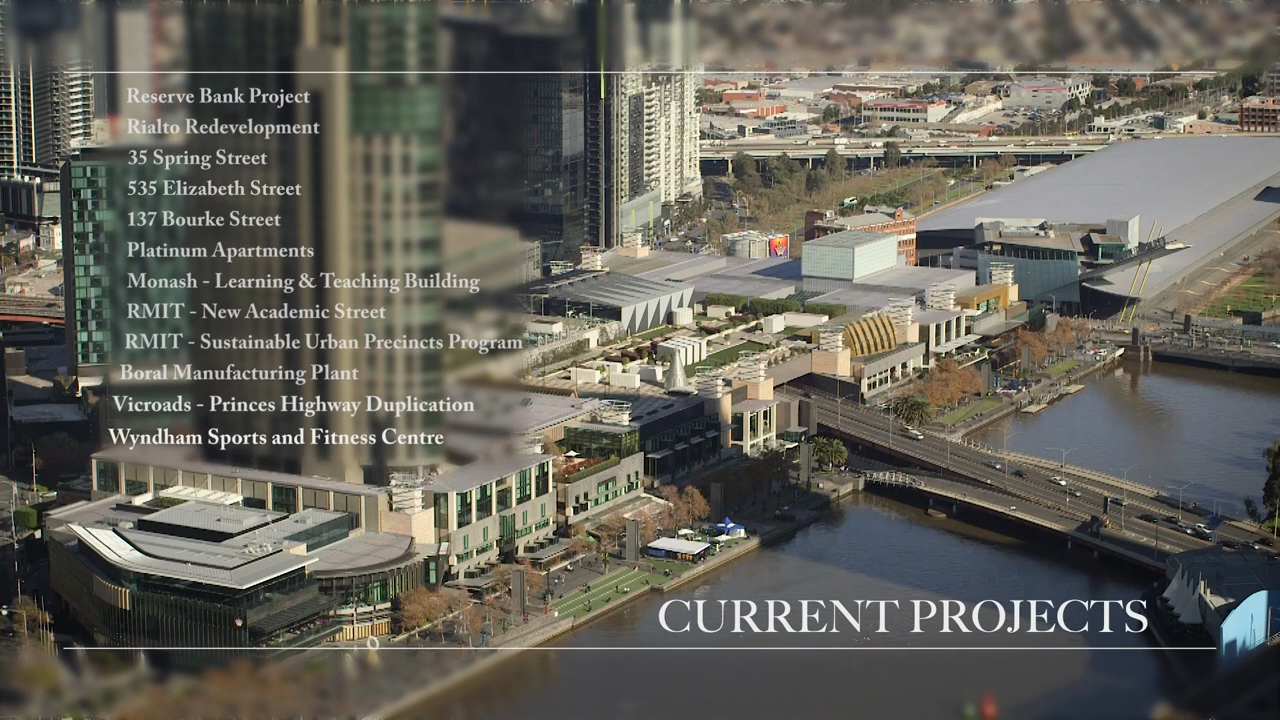 Reserve Bank Project
Rialto Redevelopment
35 Spring Street
535 Elizabeth Street
137 Bourke Street
Platinum Apartments
Monash - Learning & Teaching Building
RMIT - New Academic Street
RMIT - Sustainable Urban Precincts Program
Boral Manufacturing Plant
Vicroads - Princes Highway Duplication
Wyndham Sports and Fitness Centre
CURRENT PROJECTS